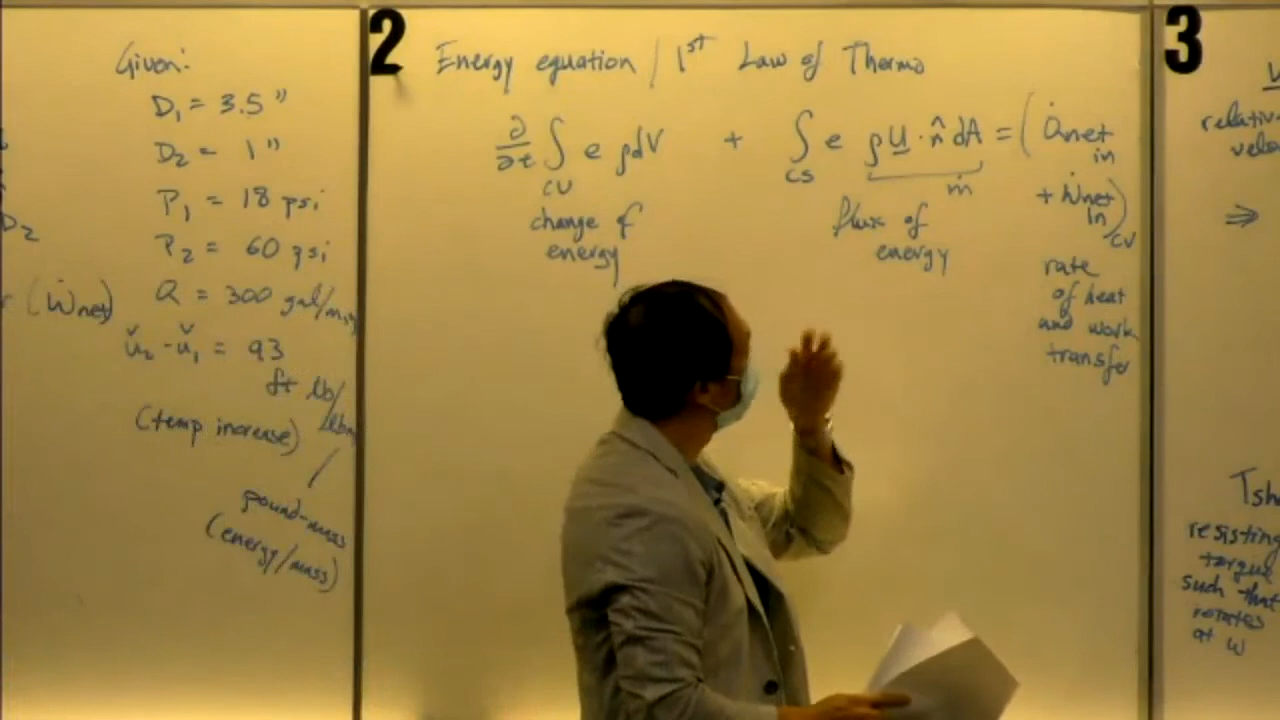 Given:
D₁ = 3.5"
D₂ = 1"
P₁ = 18 psi
P₂ = 60 psi
D₂
Q = 300 gal/min
(Ẇnet)
ǔ₂ - ǔ₁ = 93
ft lb/
lbm
(temp increase)
pound-mass
(energy/mass)
2
Energy equation / 1st Law of Thermo
∂/∂t ∫ e ρdV + ∫ e ρU · n̂ dA = (Q̇net
CV CS ṁ in
+ Ẇnet)
in CV
change of
energy
flux of
energy
rate
of heat
and work
transfer
3
relative
Tsh
resisting
torque
such that
rotates
at ω